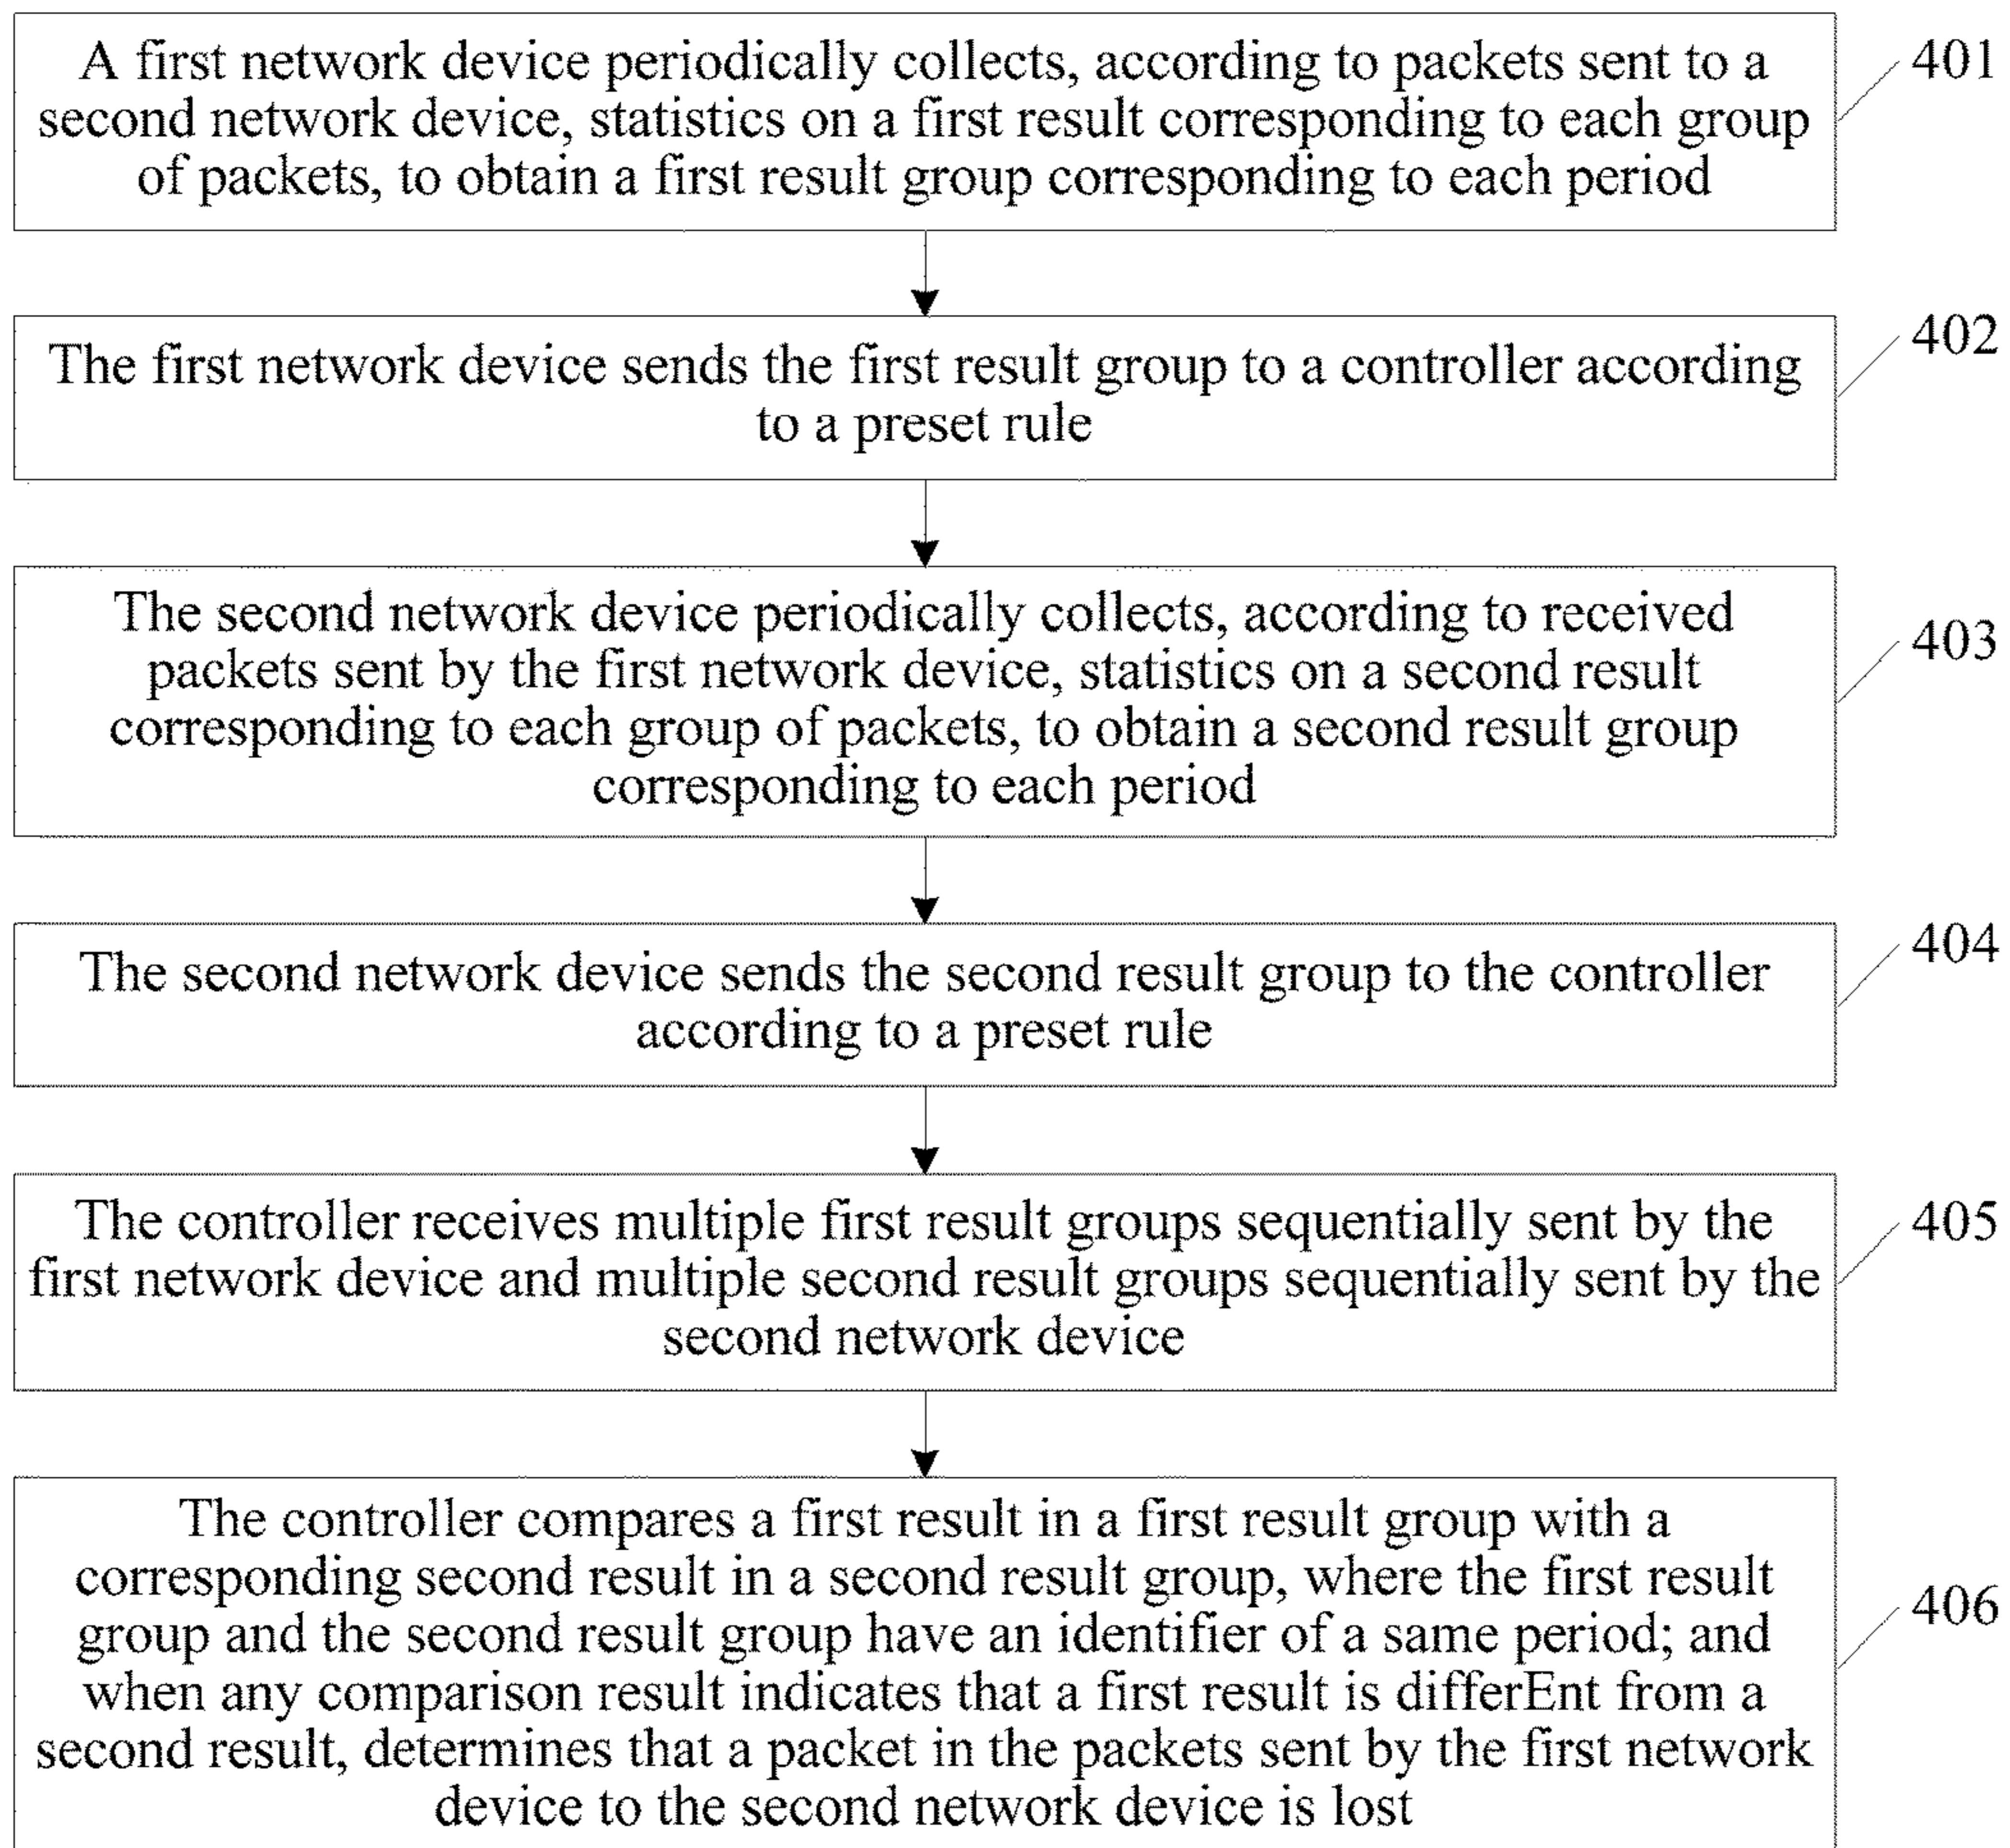 A first network device periodically collects, according to packets sent to a
second network device, statistics on a first result corresponding to each group
of packets, to obtain a first result group corresponding to each period
401
The first network device sends the first result group to a controller according
to a preset rule
402
The second network device periodically collects, according to received
packets sent by the first network device, statistics on a second result
corresponding to each group of packets, to obtain a second result group
corresponding to each period
403
The second network device sends the second result group to the controller
according to a preset rule
404
The controller receives multiple first result groups sequentially sent by the
first network device and multiple second result groups sequentially sent by the
second network device
405
The controller compares a first result in a first result group with a
corresponding second result in a second result group, where the first result
group and the second result group have an identifier of a same period; and
when any comparison result indicates that a first result is differEnt from a
second result, determines that a packet in the packets sent by the first network
device to the second network device is lost
406